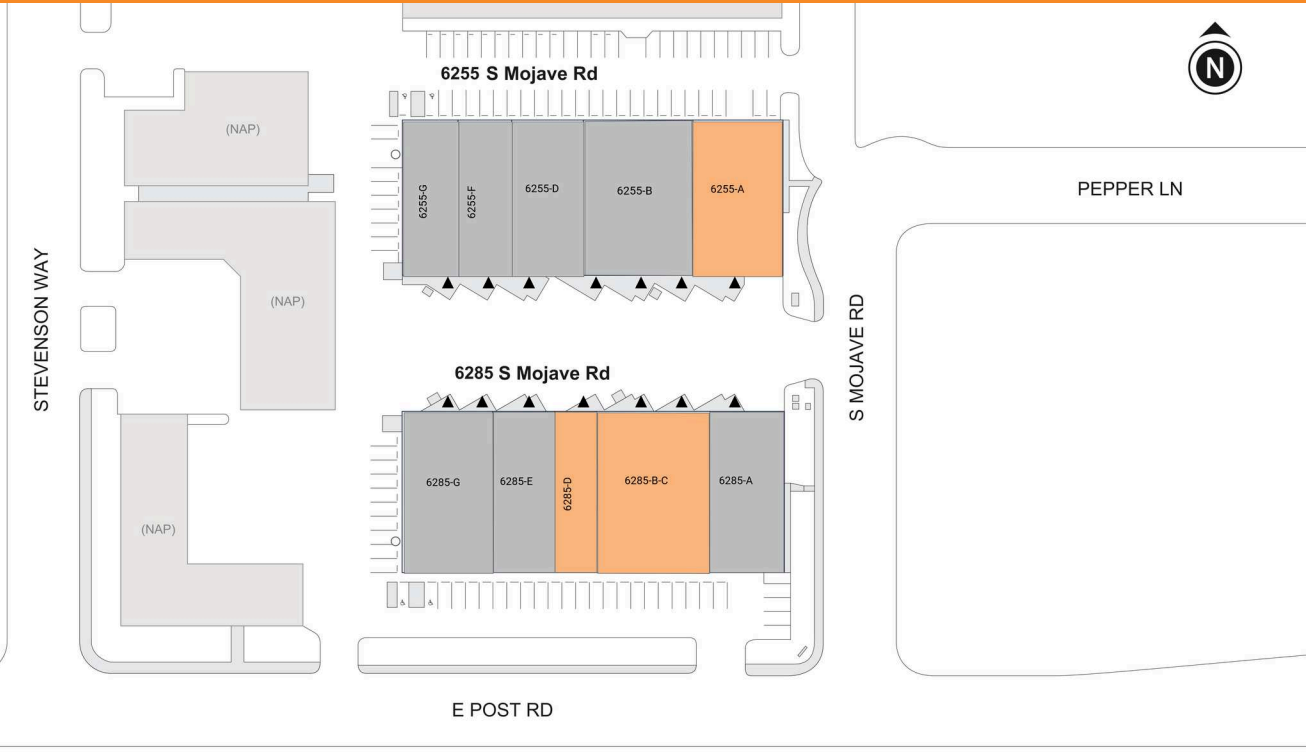 6255 S Mojave Rd
N
(NAP)
6255-G
6255-F
6255-D
6255-B
6255-A
PEPPER LN
(NAP)
STEVENSON WAY
S MOJAVE RD
6285 S Mojave Rd
6285-G
6285-E
6285-D
6285-B-C
6285-A
(NAP)
E POST RD